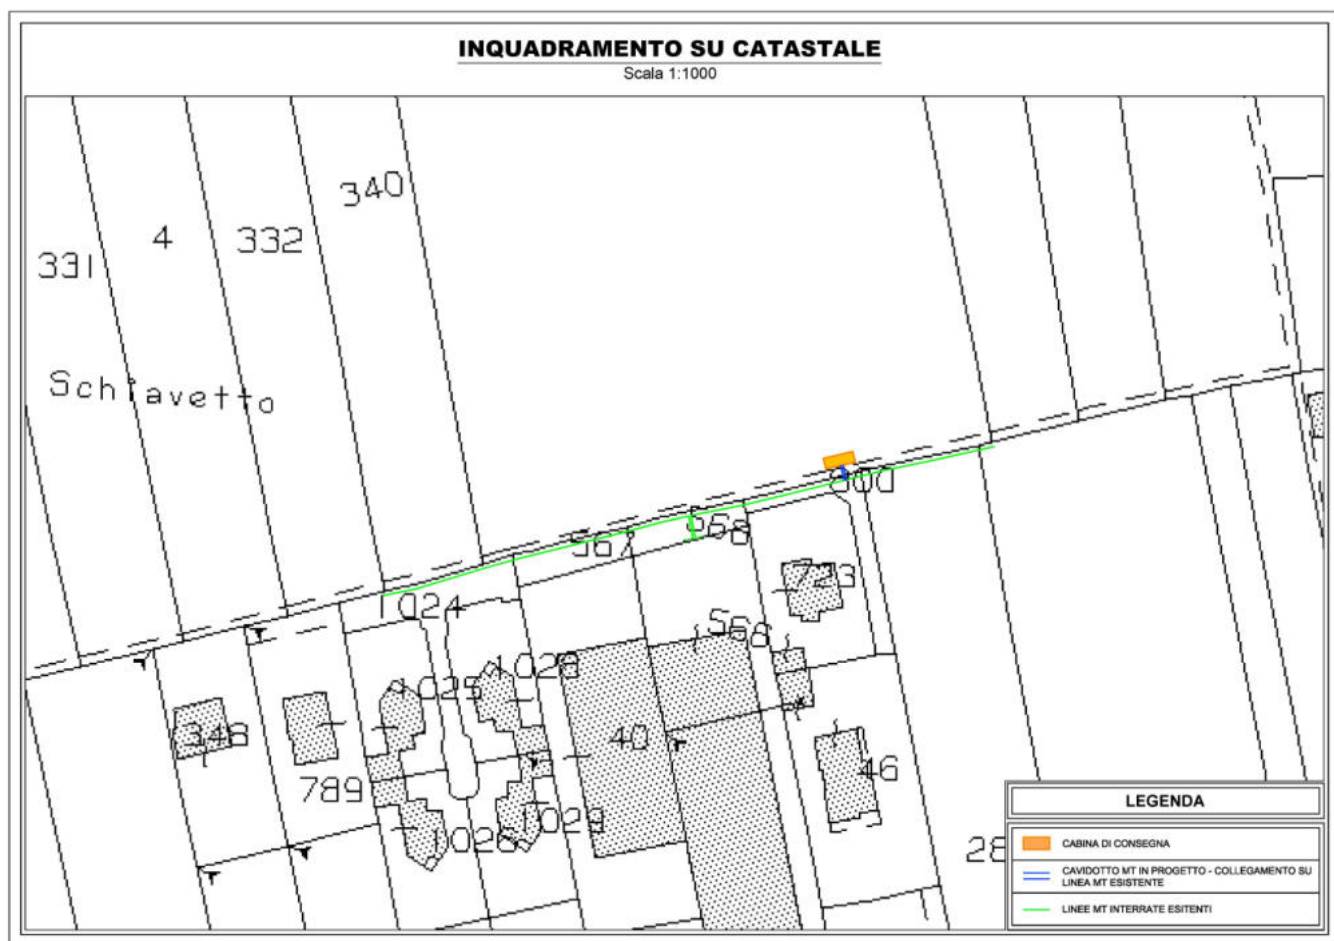 INQUADRAMENTO SU CATASTALE
Scala 1:1000
340
4
332
331
Schiavetto
800
568
567
723
1024
566
1028
1025
348
40
46
789
1029
1026
28
LEGENDA
CABINA DI CONSEGNA
CAVIDOTTO MT IN PROGETTO - COLLEGAMENTO SU
LINEA MT ESISTENTE
LINEE MT INTERRATE ESITENTI